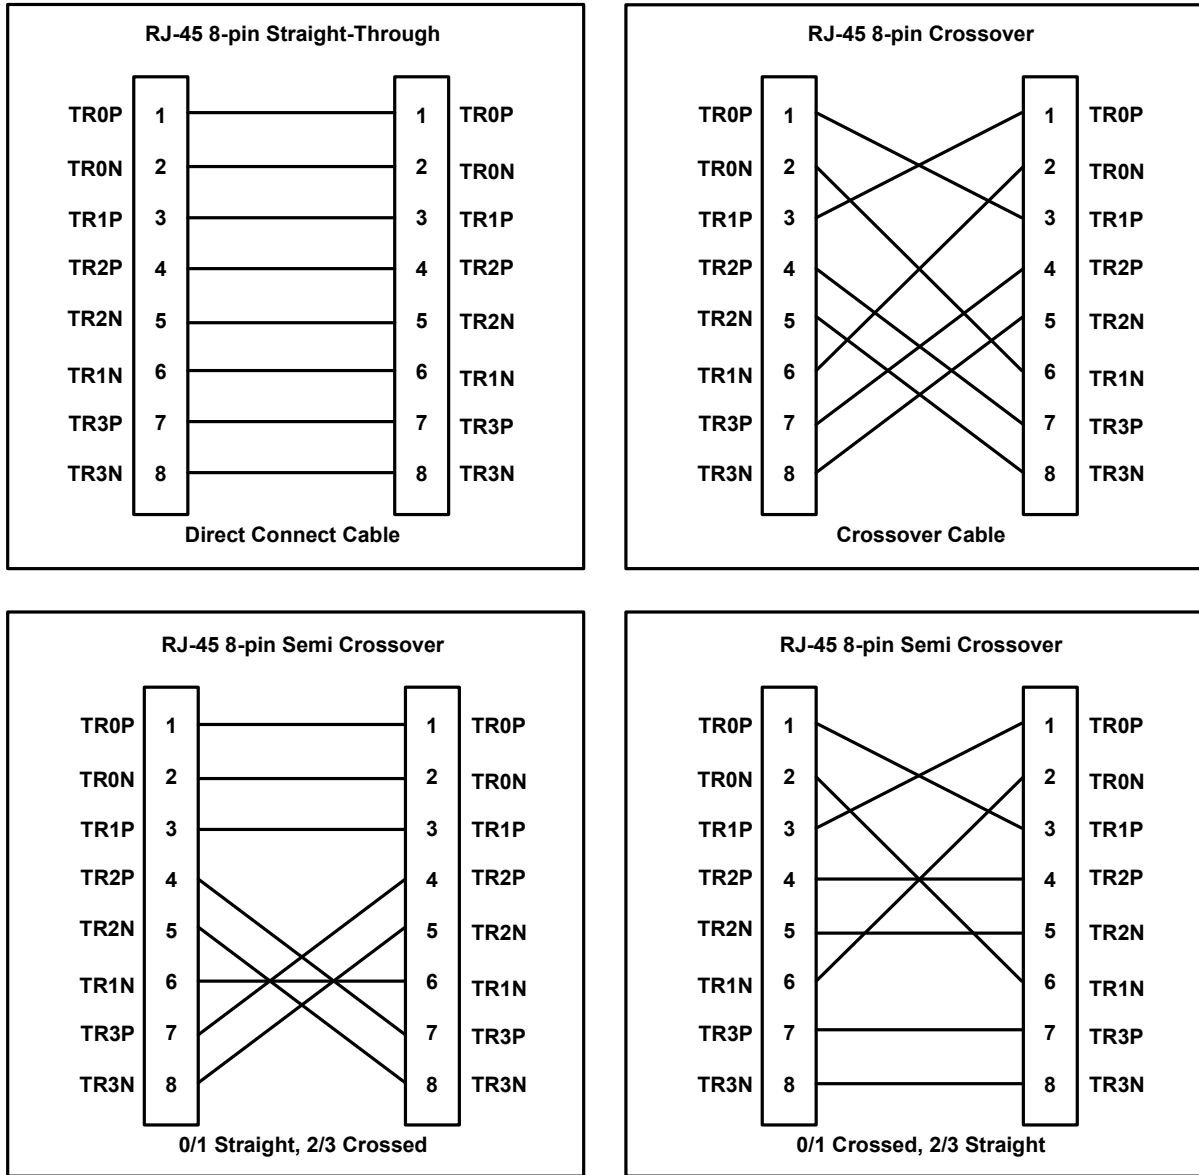 RJ-45 8-pin Straight-Through
TR0P 1 1 TR0P
TR0N 2 2 TR0N
TR1P 3 3 TR1P
TR2P 4 4 TR2P
TR2N 5 5 TR2N
TR1N 6 6 TR1N
TR3P 7 7 TR3P
TR3N 8 8 TR3N
Direct Connect Cable
RJ-45 8-pin Crossover
TR0P 1 1 TR0P
TR0N 2 2 TR0N
TR1P 3 3 TR1P
TR2P 4 4 TR2P
TR2N 5 5 TR2N
TR1N 6 6 TR1N
TR3P 7 7 TR3P
TR3N 8 8 TR3N
Crossover Cable
RJ-45 8-pin Semi Crossover
TR0P 1 1 TR0P
TR0N 2 2 TR0N
TR1P 3 3 TR1P
TR2P 4 4 TR2P
TR2N 5 5 TR2N
TR1N 6 6 TR1N
TR3P 7 7 TR3P
TR3N 8 8 TR3N
0/1 Straight, 2/3 Crossed
RJ-45 8-pin Semi Crossover
TR0P 1 1 TR0P
TR0N 2 2 TR0N
TR1P 3 3 TR1P
TR2P 4 4 TR2P
TR2N 5 5 TR2N
TR1N 6 6 TR1N
TR3P 7 7 TR3P
TR3N 8 8 TR3N
0/1 Crossed, 2/3 Straight